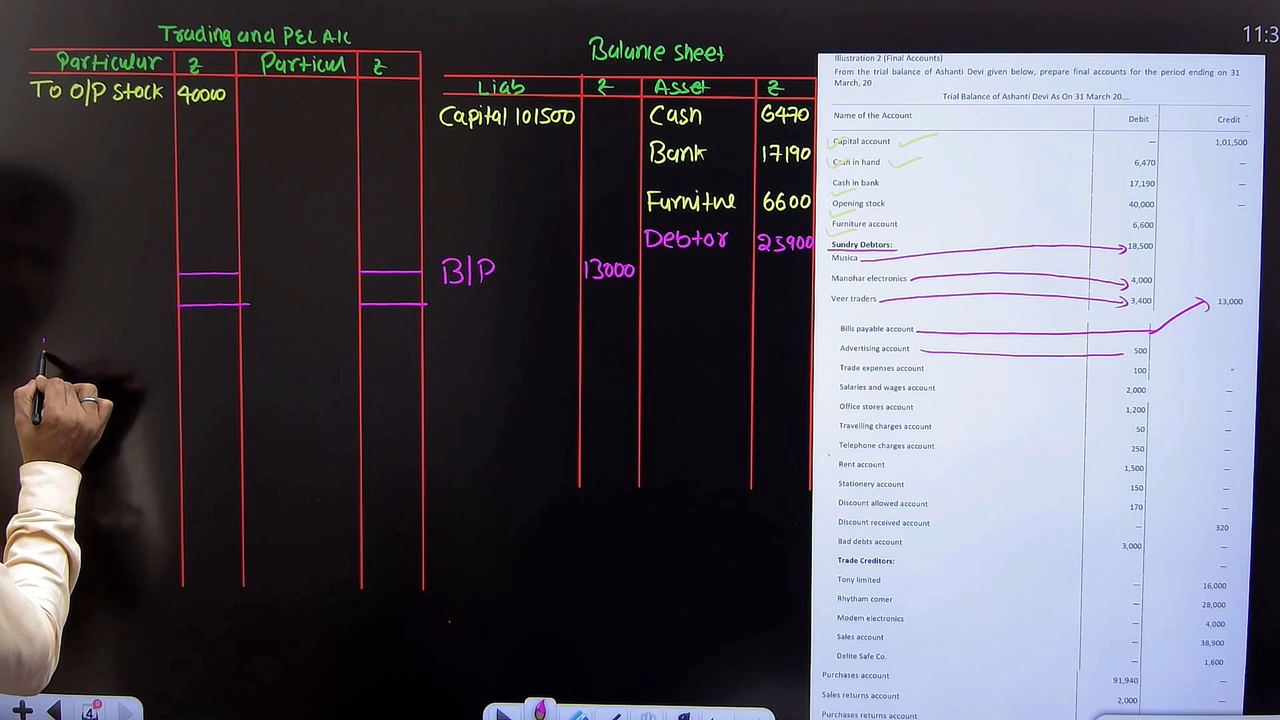 Trading and P&L A/c
Particular ₹ Particul ₹
To O/P Stock 40000
Balance sheet
Liab ₹ Asset ₹
Capital 101500 Cash 6470
Bank 17190
Furnitue 6600
Debtor 25900
B/P 13000
11:3
Illustration 2 (Final Accounts)
From the trial balance of Ashanti Devi given below, prepare final accounts for the period ending on 31
March, 20
Trial Balance of Ashanti Devi As On 31 March 20....
Name of the Account Debit Credit
Capital account — 1,01,500
Cash in hand 6,470 —
Cash in bank 17,190 —
Opening stock 40,000 —
Furniture account 6,600
Sundry Debtors: 18,500
Musica
Manohar electronics 4,000
Veer traders 3,400 13,000
Bills payable account
Advertising account 500
Trade expenses account 100
Salaries and wages account 2,000 —
Office stores account 1,200 —
Travelling charges account 50 —
Telephone charges account 250 —
Rent account 1,500 —
Stationery account 150 —
Discount allowed account 170 —
Discount received account — 320
Bad debts account 3,000 —
Trade Creditors: —
Tony limited — 16,000
Rhytham corner — 28,000
Modem electronics — 4,000
Sales account — 38,900
Delite Safe Co. — 1,600
Purchases account 91,940 —
Sales returns account 2,000 —
Purchases returns account
4